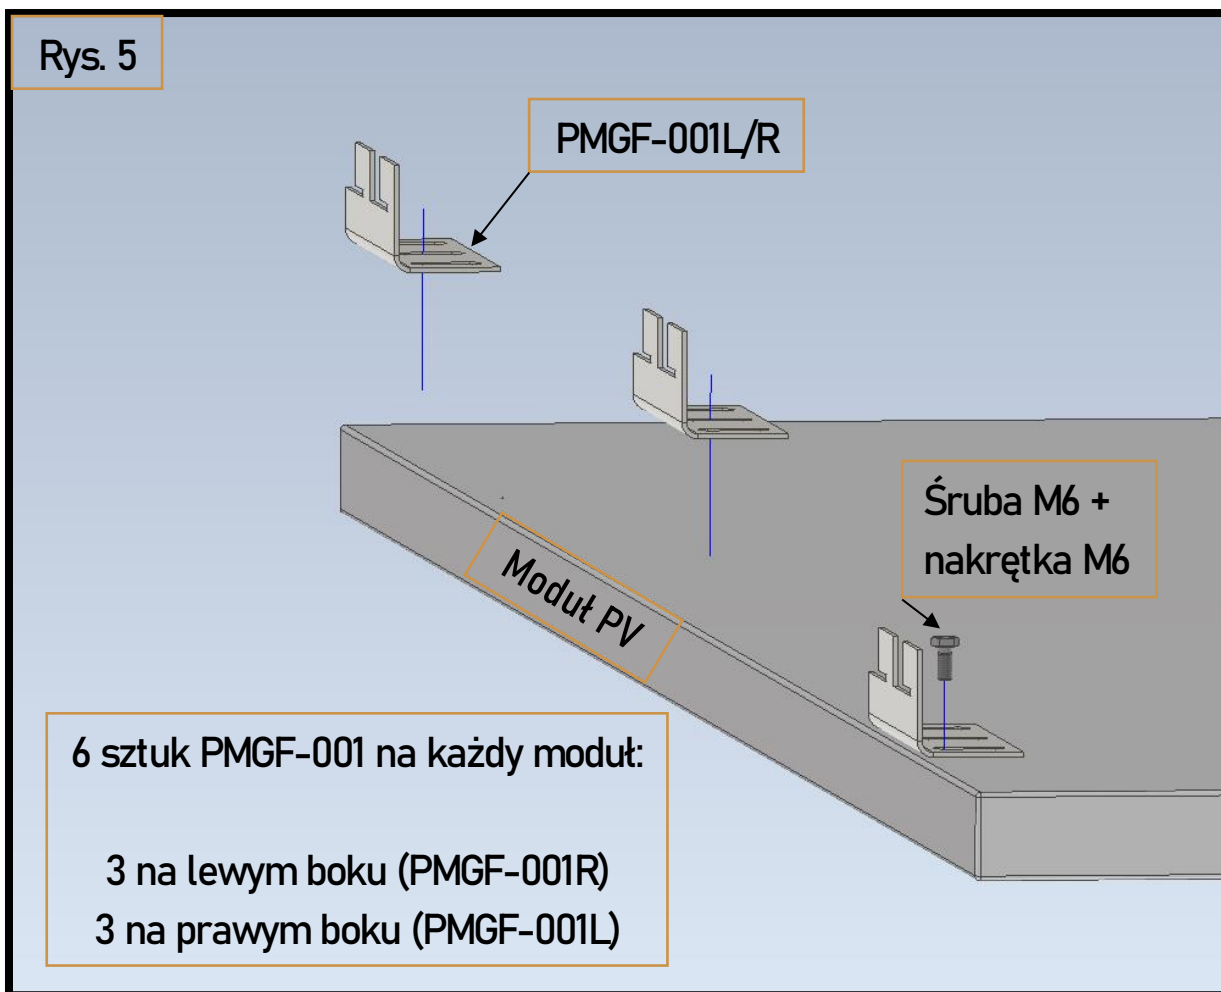 Rys. 5
PMGF-001L/R
Śruba M6 +
nakrętka M6
Moduł PV
6 sztuk PMGF-001 na każdy moduł:
3 na lewym boku (PMGF-001R)
3 na prawym boku (PMGF-001L)